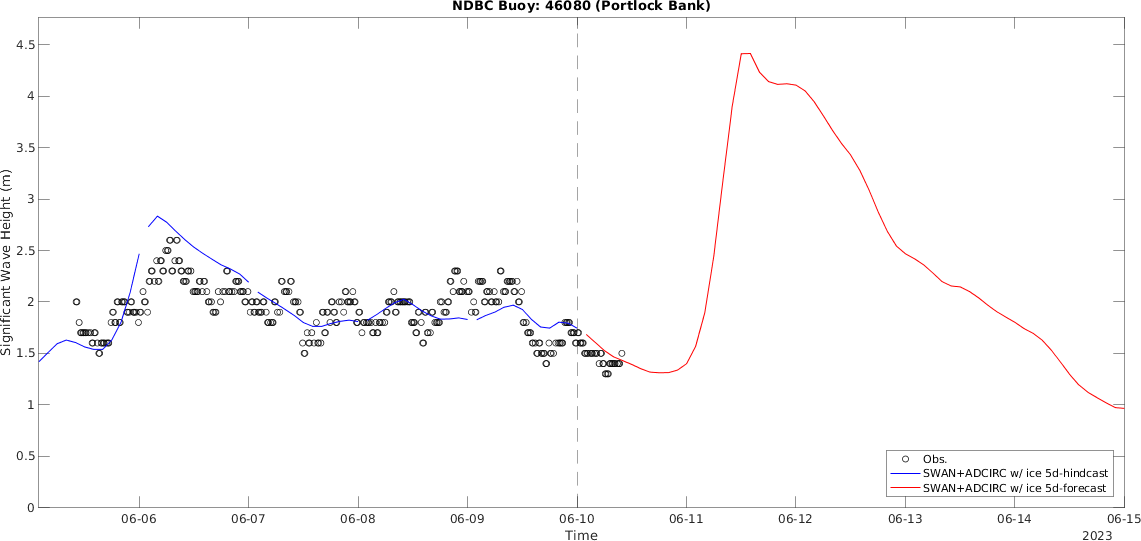 NDBC Buoy: 46080 (Portlock Bank)
Significant Wave Height (m)
4.5
4
3.5
3
2.5
2
1.5
1
0.5
0
Obs.
SWAN+ADCIRC w/ ice 5d-hindcast
SWAN+ADCIRC w/ ice 5d-forecast
06-06 06-07 06-08 06-09 06-10 06-11 06-12 06-13 06-14 06-15
Time
2023